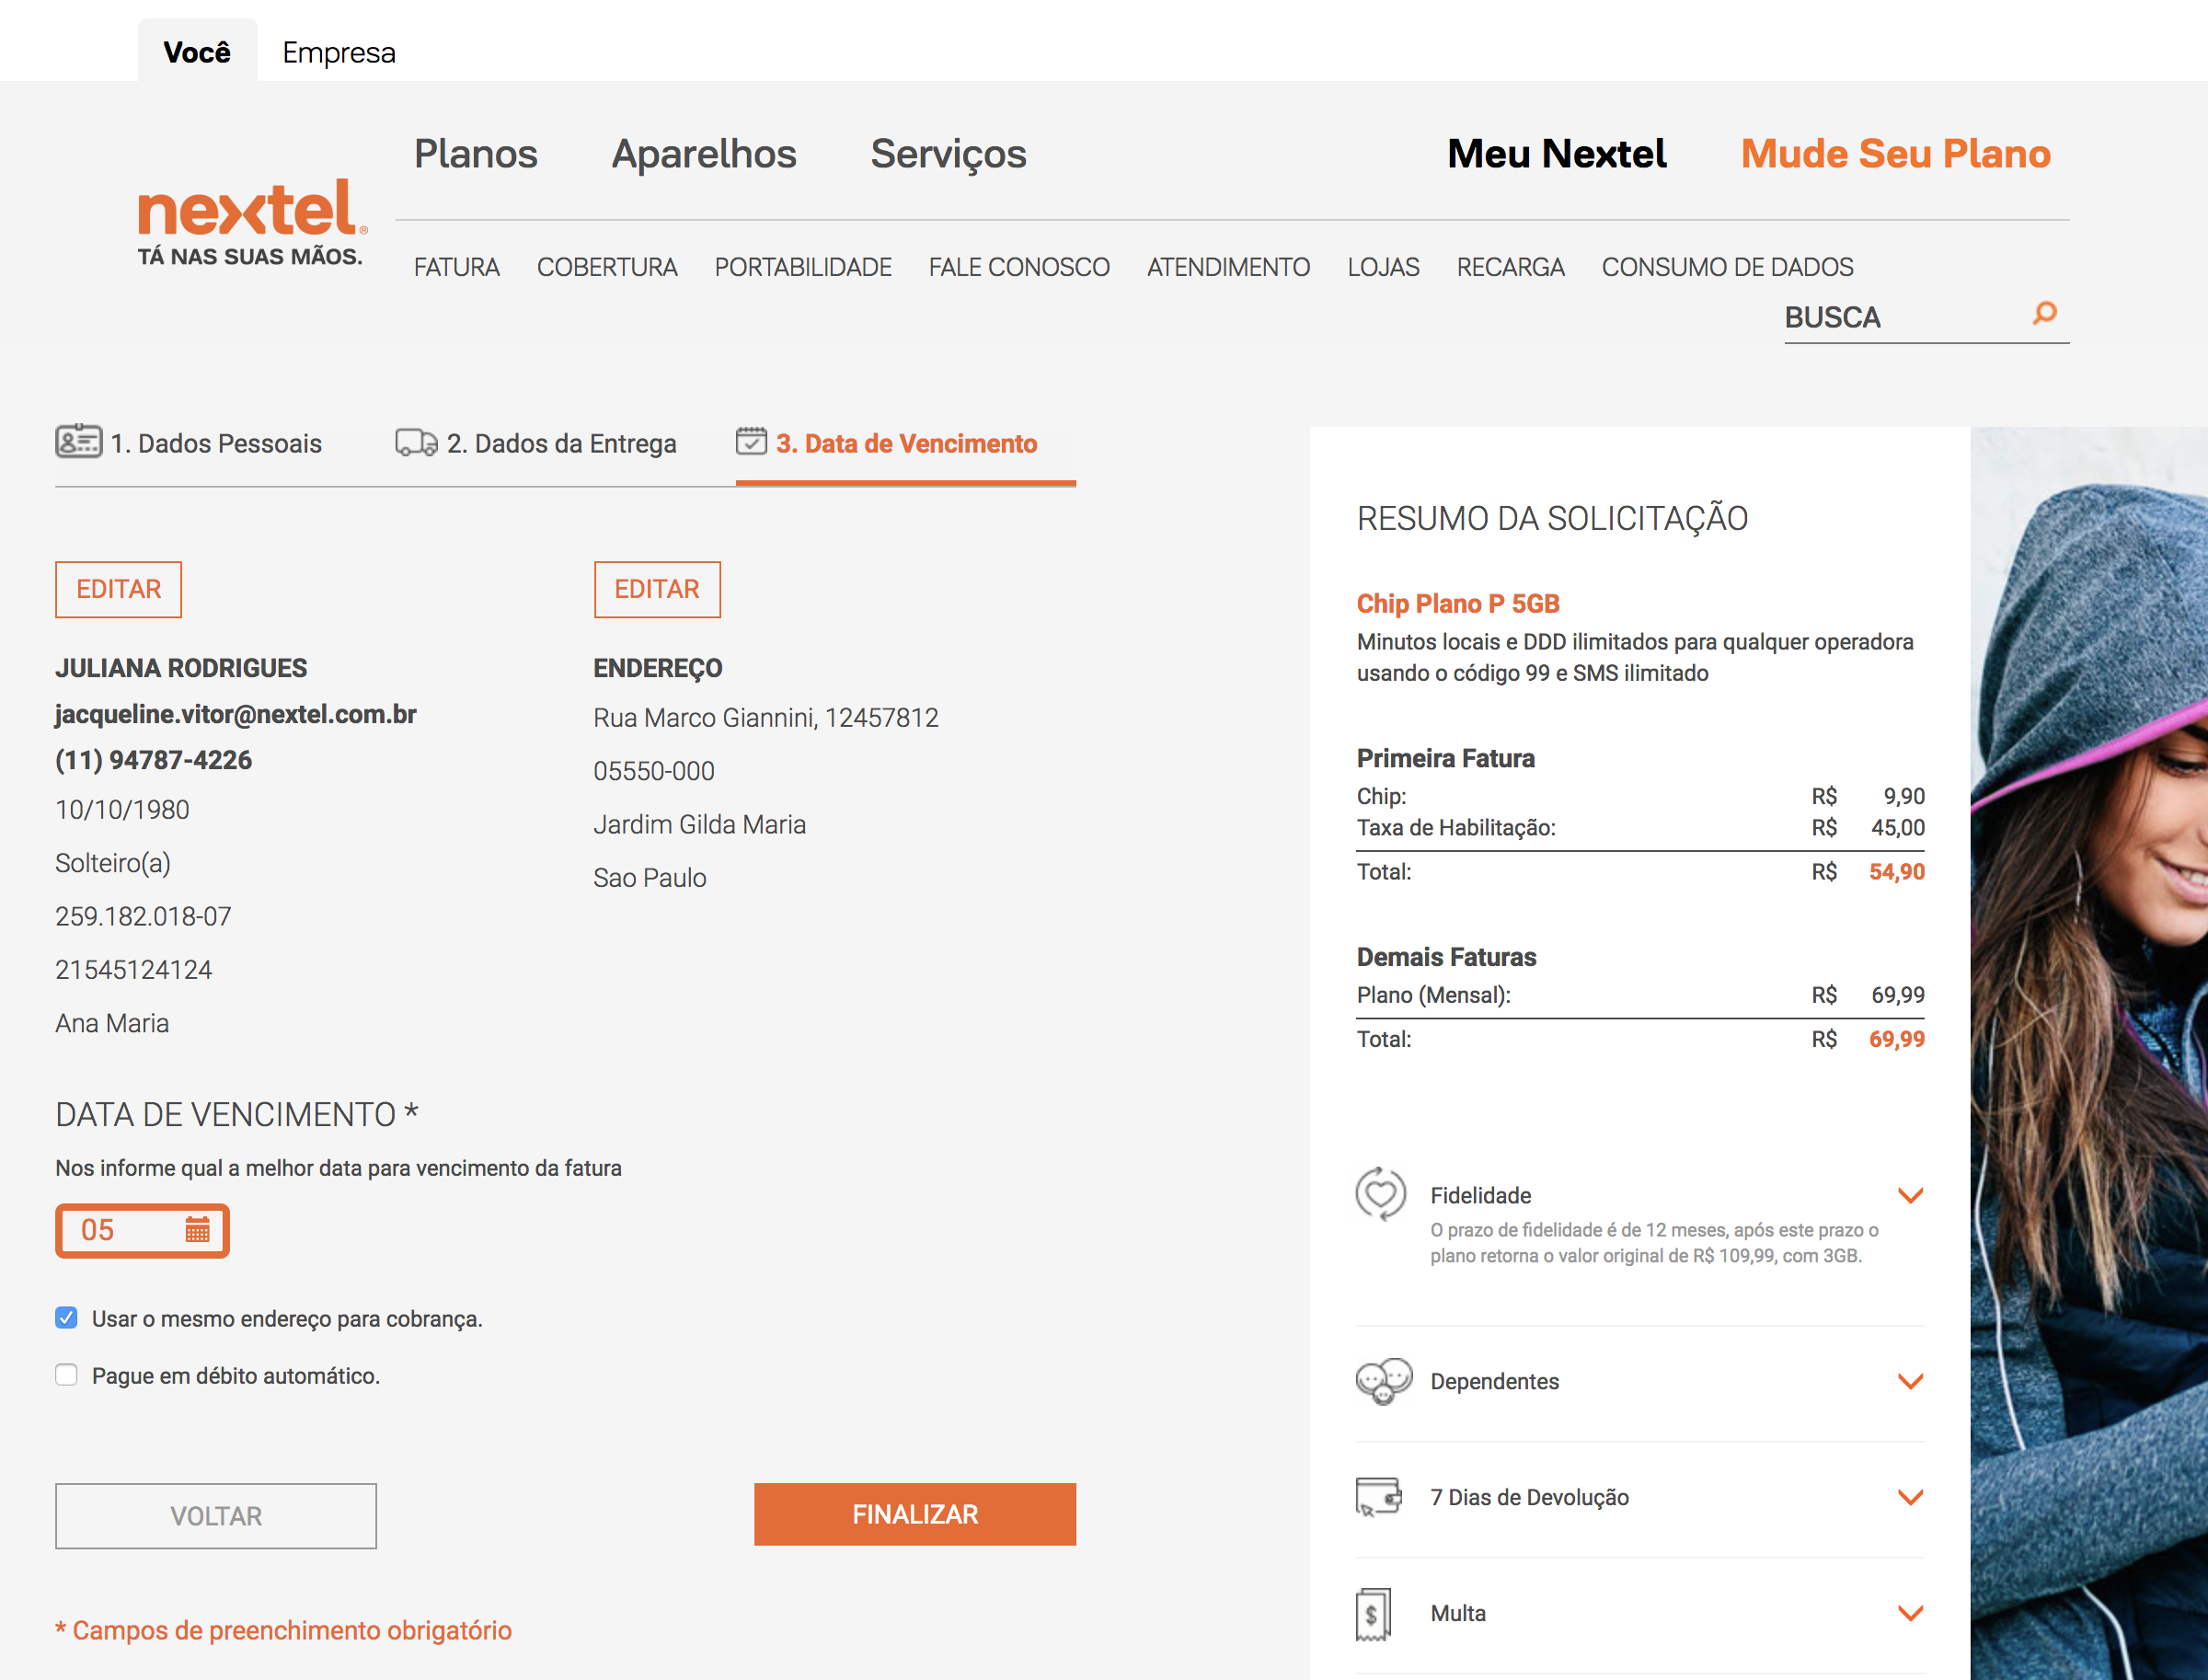 Você Empresa
Planos Aparelhos Serviços Meu Nextel Mude Seu Plano
nextel®
TÁ NAS SUAS MÃOS.
FATURA COBERTURA PORTABILIDADE FALE CONOSCO ATENDIMENTO LOJAS RECARGA CONSUMO DE DADOS
BUSCA
1. Dados Pessoais 2. Dados da Entrega 3. Data de Vencimento
EDITAR
JULIANA RODRIGUES
jacqueline.vitor@nextel.com.br
(11) 94787-4226
10/10/1980
Solteiro(a)
259.182.018-07
21545124124
Ana Maria
EDITAR
ENDEREÇO
Rua Marco Giannini, 12457812
05550-000
Jardim Gilda Maria
Sao Paulo
DATA DE VENCIMENTO *
Nos informe qual a melhor data para vencimento da fatura
05
Usar o mesmo endereço para cobrança.
Pague em débito automático.
VOLTAR FINALIZAR
* Campos de preenchimento obrigatório
RESUMO DA SOLICITAÇÃO
Chip Plano P 5GB
Minutos locais e DDD ilimitados para qualquer operadora
usando o código 99 e SMS ilimitado
Primeira Fatura
Chip: R$ 9,90
Taxa de Habilitação: R$ 45,00
Total: R$ 54,90
Demais Faturas
Plano (Mensal): R$ 69,99
Total: R$ 69,99
Fidelidade
O prazo de fidelidade é de 12 meses, após este prazo o
plano retorna o valor original de R$ 109,99, com 3GB.
Dependentes
7 Dias de Devolução
$ Multa